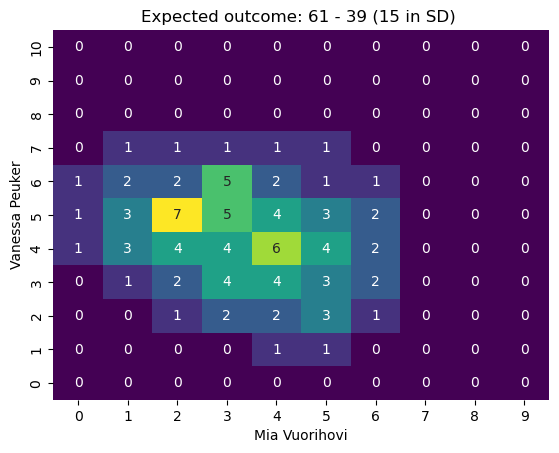 Expected outcome: 61 - 39 (15 in SD)
10 0 0 0 0 0 0 0 0 0 0
9 0 0 0 0 0 0 0 0 0 0
8 0 0 0 0 0 0 0 0 0 0
7 0 1 1 1 1 1 0 0 0 0
6 1 2 2 5 2 1 1 0 0 0
5 1 3 7 5 4 3 2 0 0 0
4 1 3 4 4 6 4 2 0 0 0
3 0 1 2 4 4 3 2 0 0 0
2 0 0 1 2 2 3 1 0 0 0
1 0 0 0 0 1 1 0 0 0 0
0 0 0 0 0 0 0 0 0 0 0
Vanessa Peuker
0 1 2 3 4 5 6 7 8 9
Mia Vuorihovi